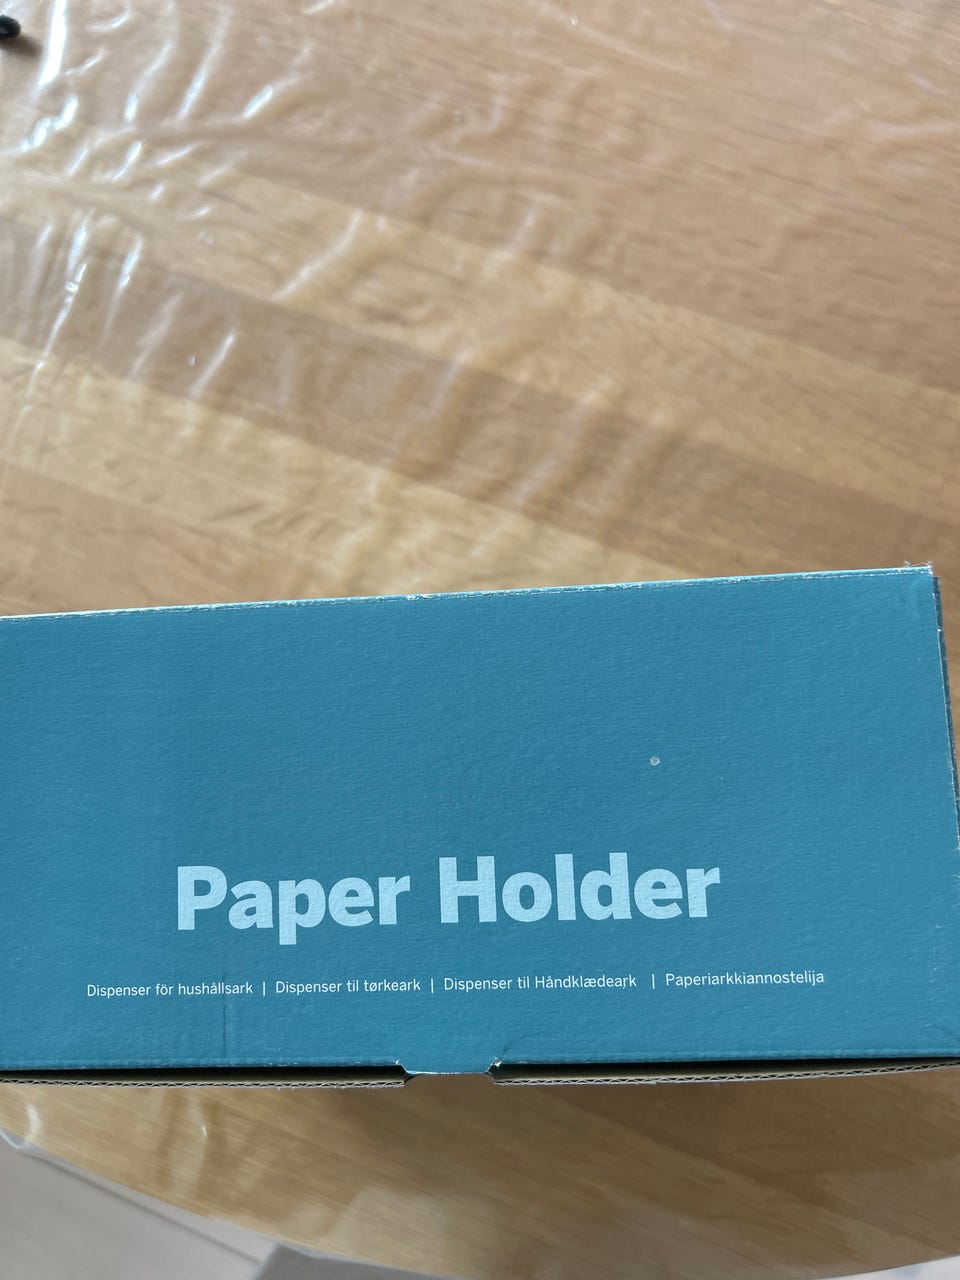 Paper Holder
Dispenser för hushållsark | Dispenser til tørkeark | Dispenser til Håndklædeark | Paperiarkkiannostelija